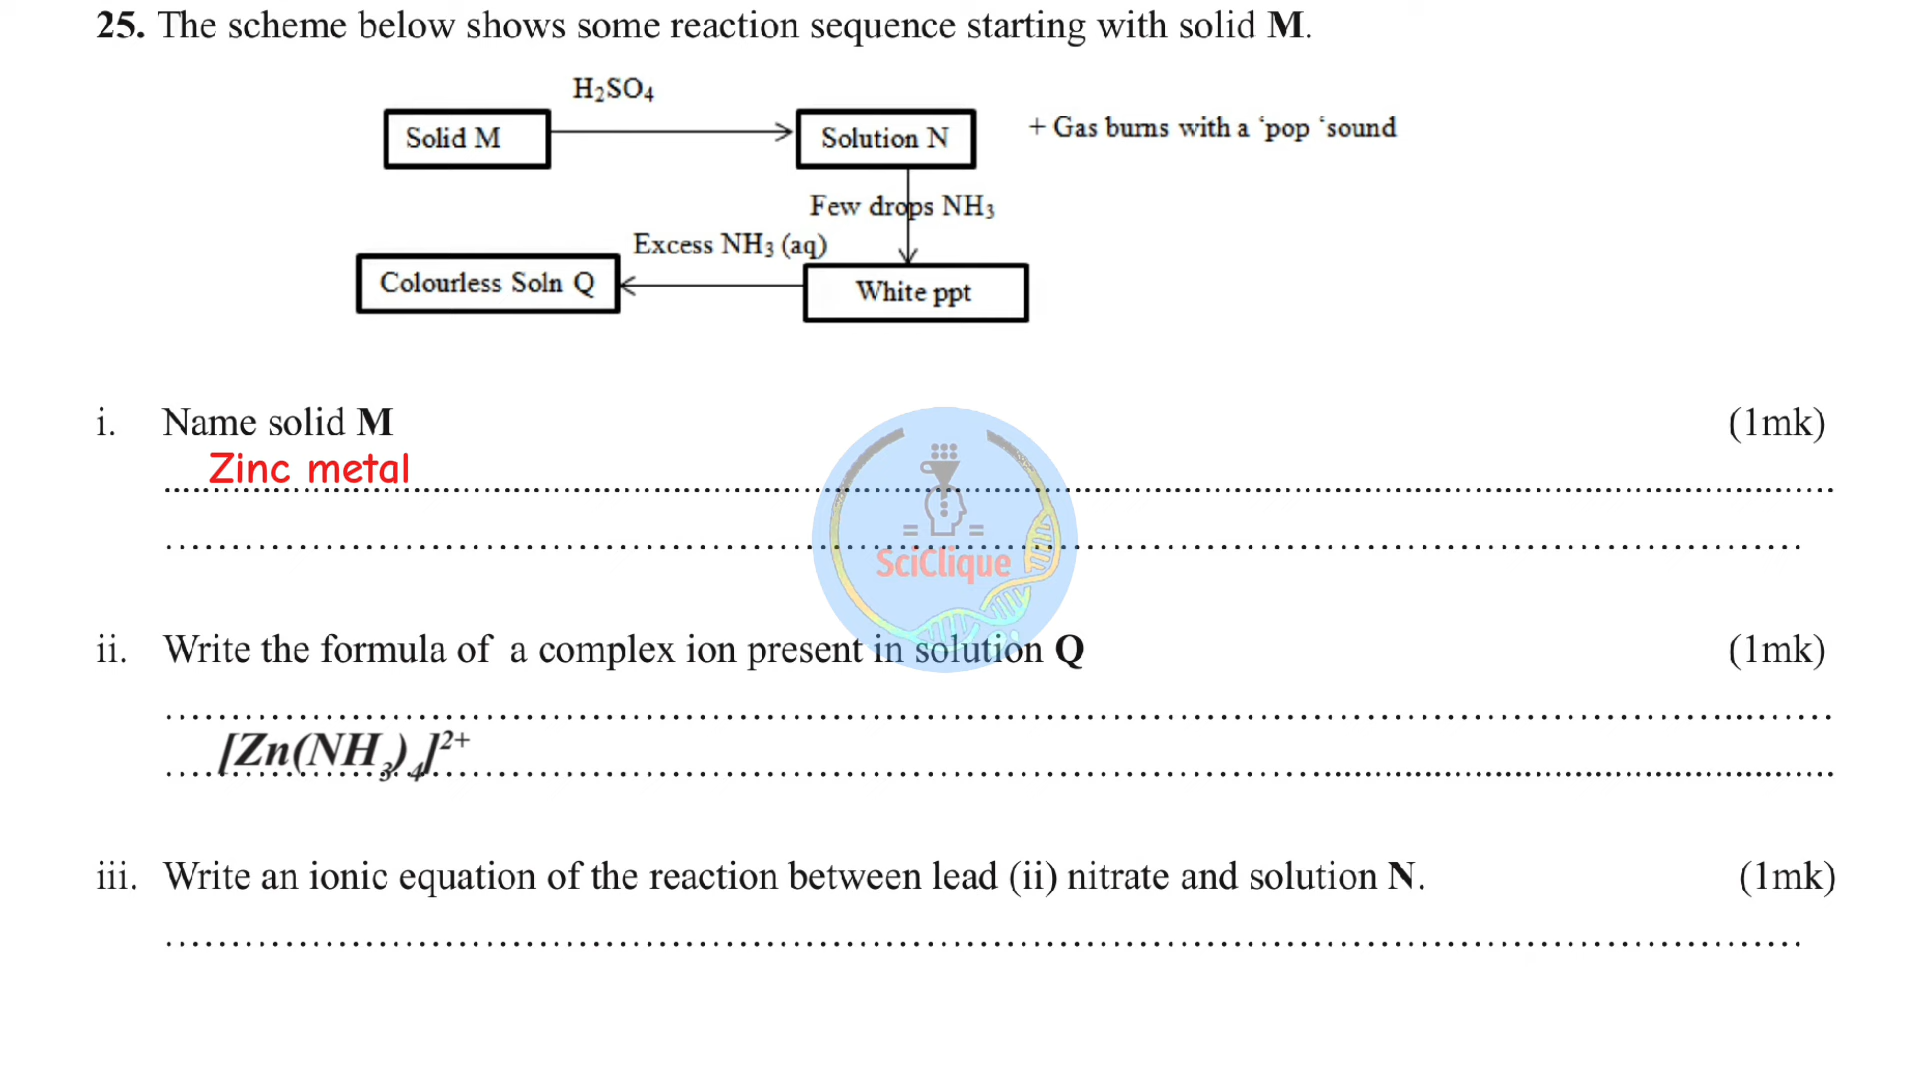 25. The scheme below shows some reaction sequence starting with solid M.
H₂SO₄
Solid M
Solution N
+ Gas burns with a ‘pop ‘sound
Few drops NH₃
Excess NH₃ (aq)
Colourless Soln Q
White ppt
i. Name solid M (1mk)
Zinc metal
SciClique
ii. Write the formula of a complex ion present in solution Q (1mk)
[Zn(NH₃)₄]²⁺
iii. Write an ionic equation of the reaction between lead (ii) nitrate and solution N. (1mk)